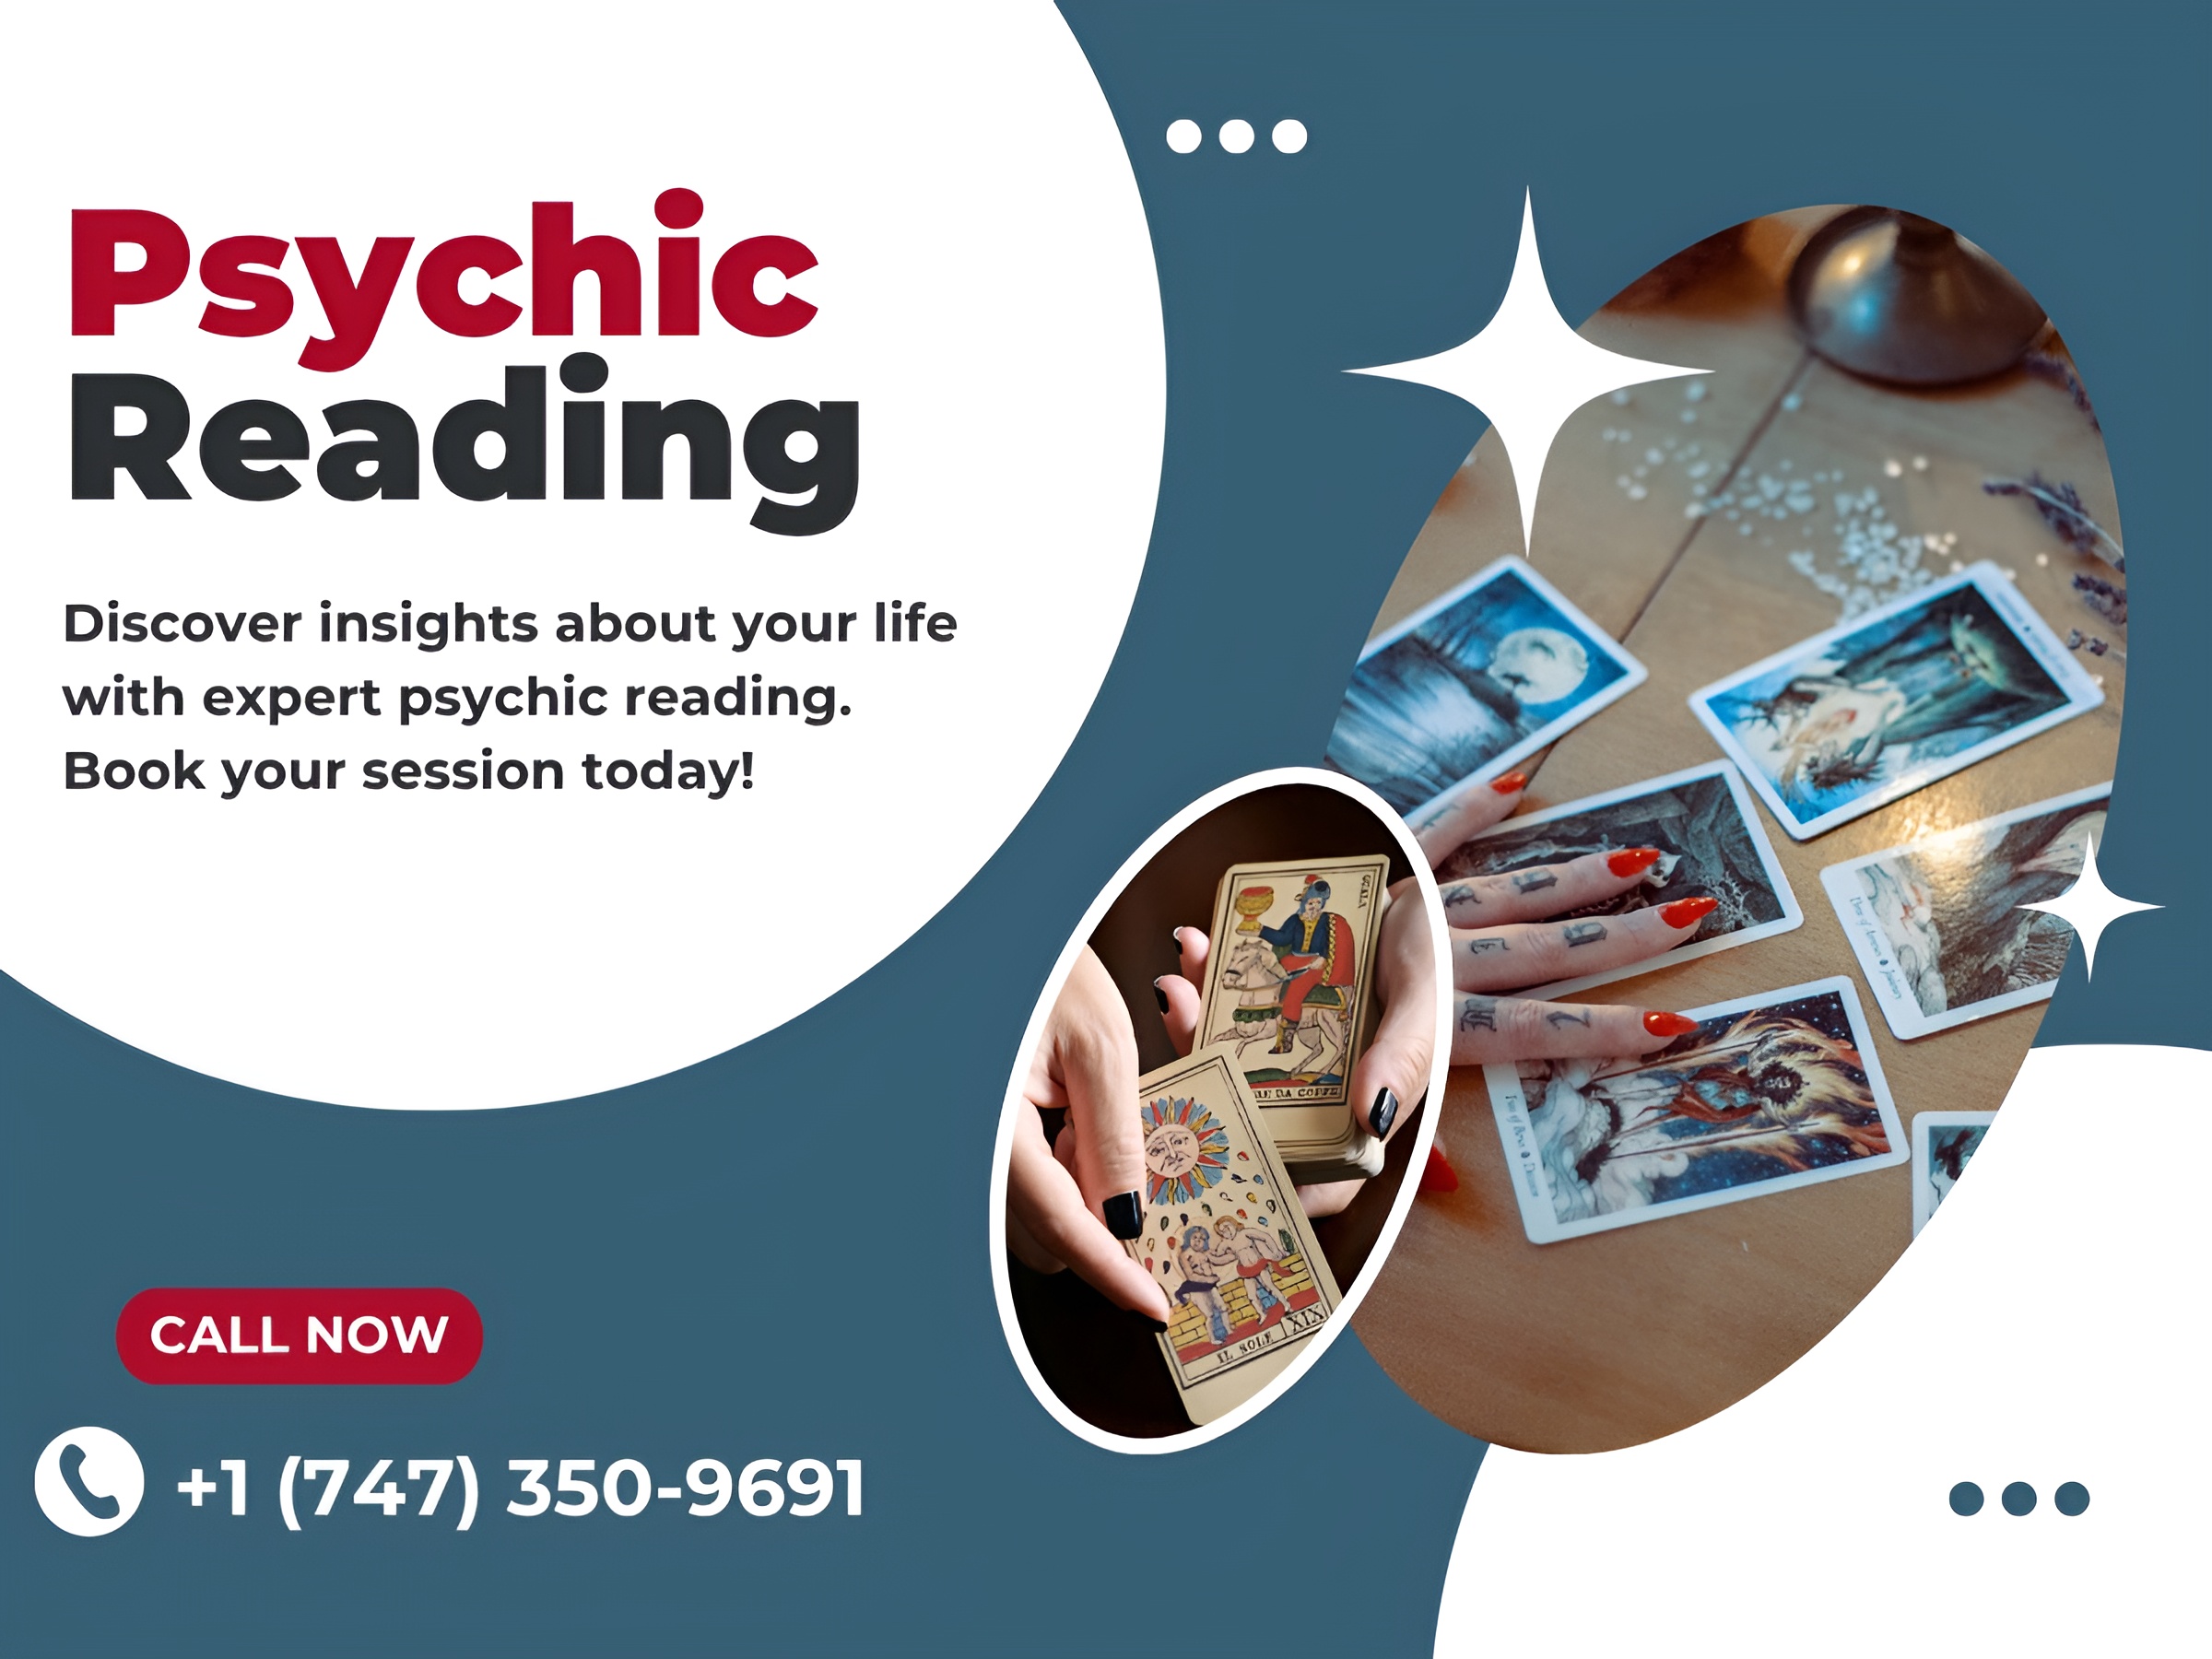 Psychic
Reading
Discover insights about your life
with expert psychic reading.
Book your session today!
CALL NOW
+1 (747) 350-9691
IL SOLE
XIX